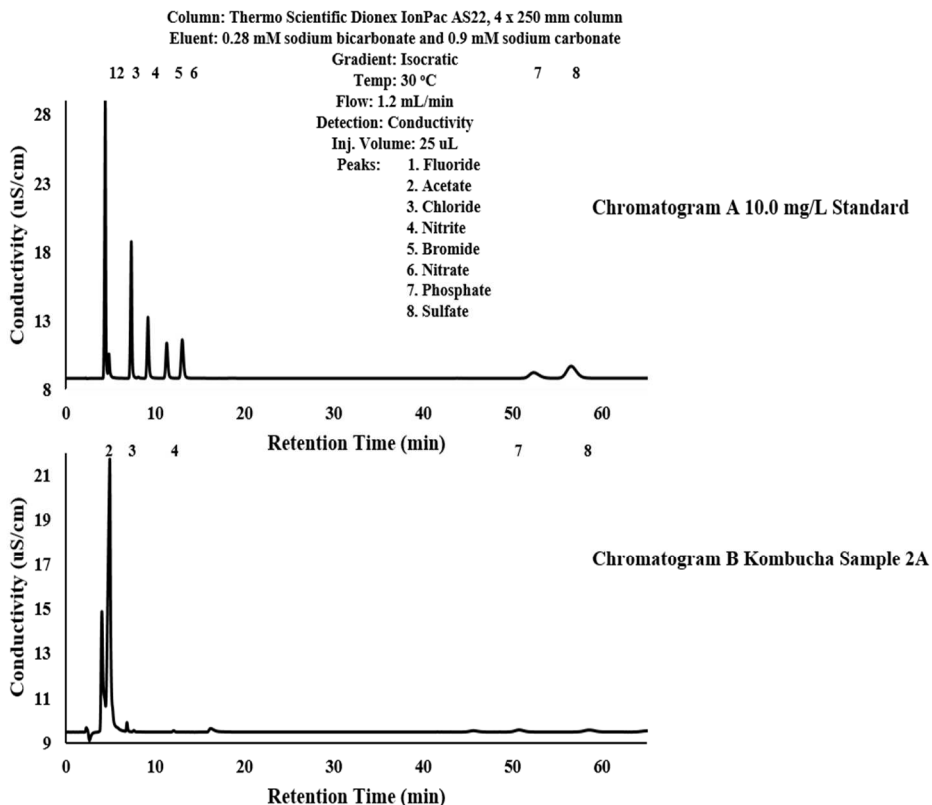 Column: Thermo Scientific Dionex IonPac AS22, 4 x 250 mm column
Eluent: 0.28 mM sodium bicarbonate and 0.9 mM sodium carbonate
Gradient: Isocratic
Temp: 30 ºC
Flow: 1.2 mL/min
Detection: Conductivity
Inj. Volume: 25 uL
Peaks: 1. Fluoride
2. Acetate
3. Chloride
4. Nitrite
5. Bromide
6. Nitrate
7. Phosphate
8. Sulfate
12 3 4 5 6 7 8
Conductivity (uS/cm)
28
23
18
13
8
Chromatogram A 10.0 mg/L Standard
0 10 20 30 40 50 60
Retention Time (min)
2 3 4 7 8
Conductivity (uS/cm)
21
19
17
15
13
11
9
Chromatogram B Kombucha Sample 2A
0 10 20 30 40 50 60
Retention Time (min)